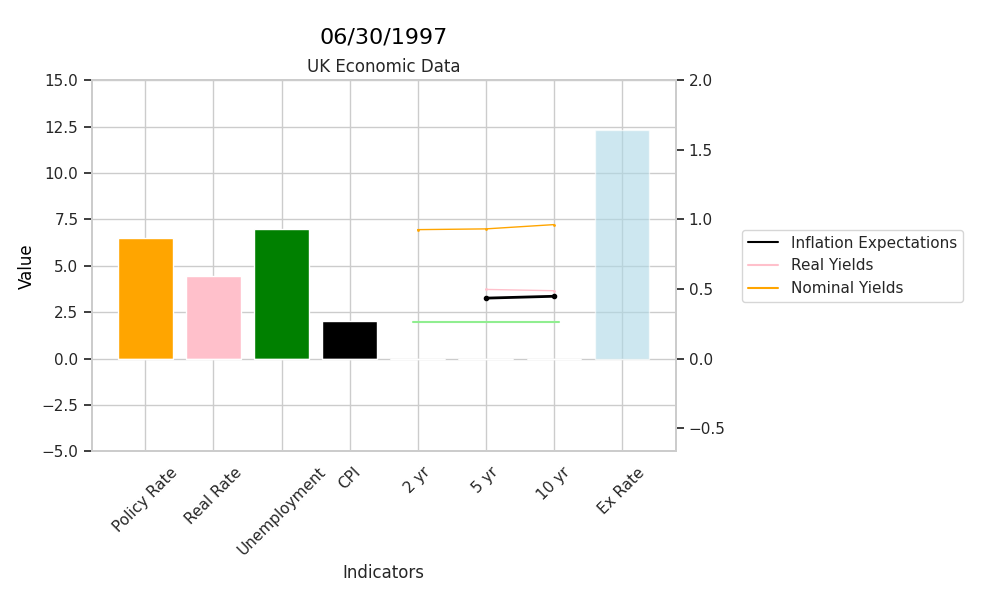 06/30/1997
UK Economic Data
15.0
12.5
10.0
7.5
5.0
2.5
0.0
−2.5
−5.0
Value
2.0
1.5
1.0
0.5
0.0
−0.5
Inflation Expectations
Real Yields
Nominal Yields
Policy Rate
Real Rate
Unemployment
CPI
2 yr
5 yr
10 yr
Ex Rate
Indicators